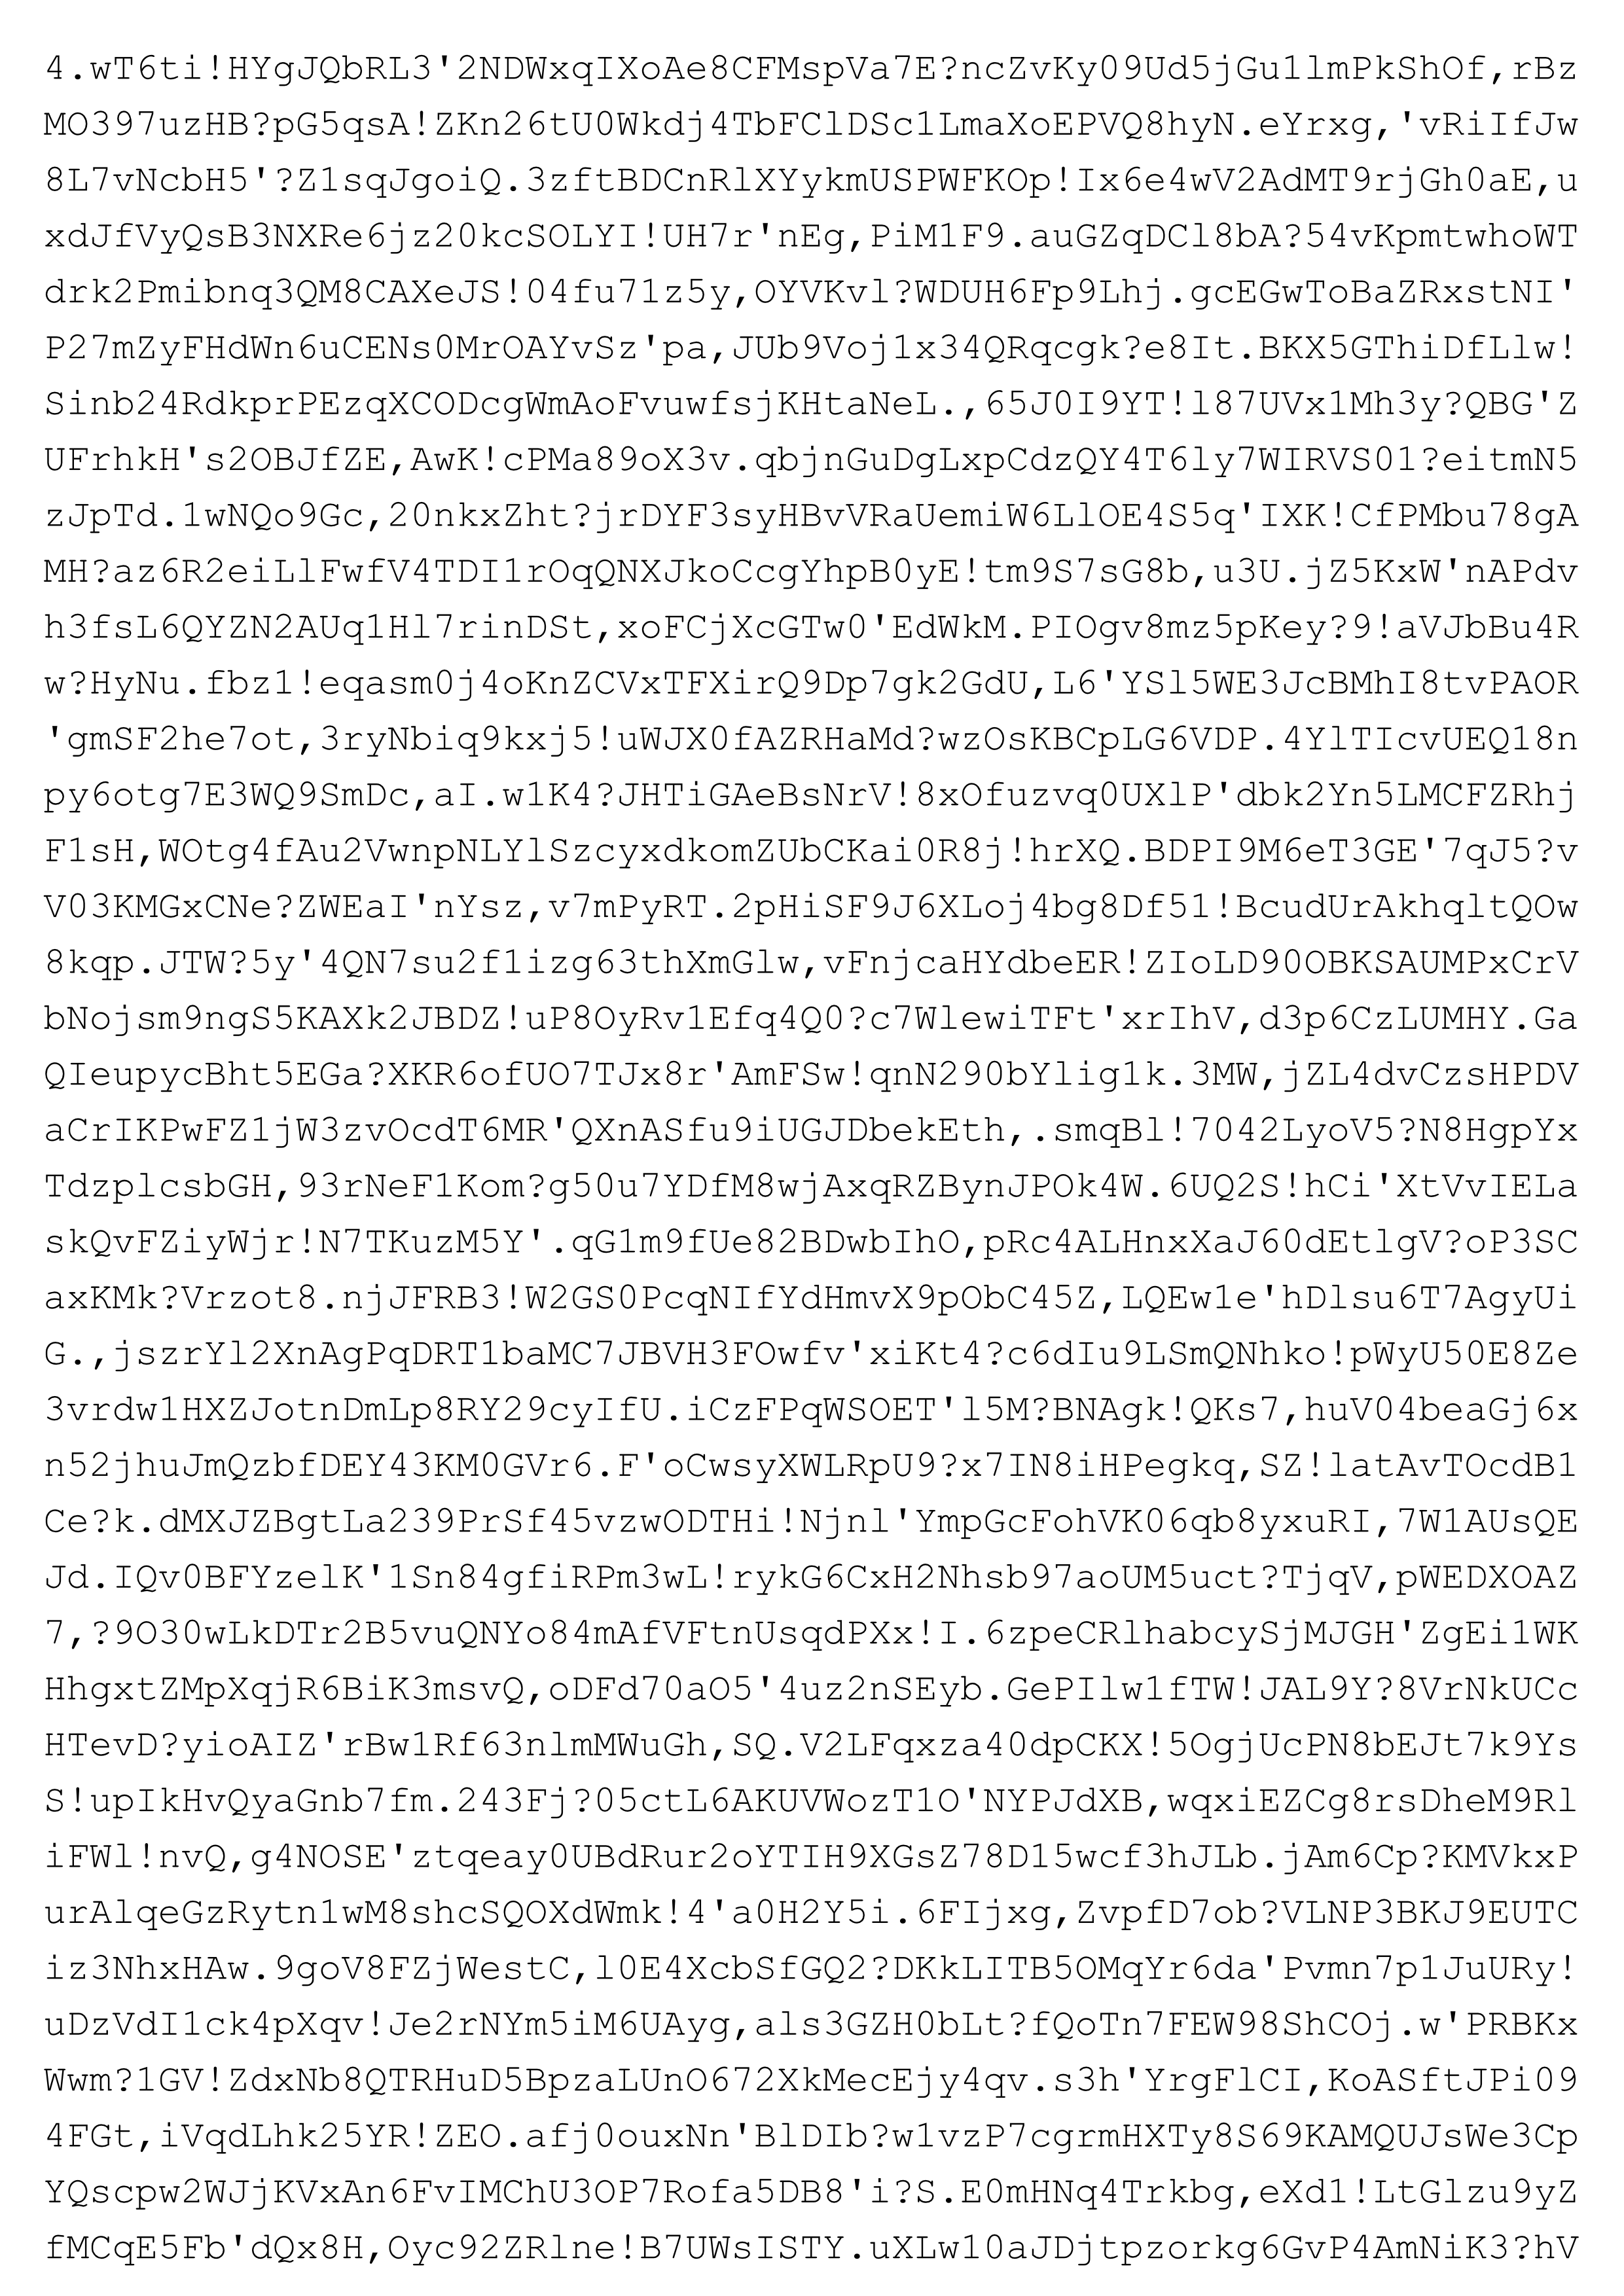 4.wT6ti!HYgJQbRL3'2NDWxqIXoAe8CFMspVa7E?ncZvKy09Ud5jGu1lmPkShOf,rBz
MO397uzHB?pG5qsA!ZKn26tU0Wkdj4TbFClDSc1LmaXoEPVQ8hyN.eYrxg,'vRiIfJw
8L7vNcbH5'?Z1sqJgoiQ.3zftBDCnRlXYykmUSPWFKOp!Ix6e4wV2AdMT9rjGh0aE,u
xdJfVyQsB3NXRe6jz20kcSOLYI!UH7r'nEg,PiM1F9.auGZqDCl8bA?54vKpmtwhoWT
drk2Pmibnq3QM8CAXeJS!04fu71z5y,OYVKvl?WDUH6Fp9Lhj.gcEGwToBaZRxstNI'
P27mZyFHdWn6uCENs0MrOAYvSz'pa,JUb9Voj1x34QRqcgk?e8It.BKX5GThiDfLlw!
Sinb24RdkprPEzqXCODcgWmAoFvuwfsjKHtaNeL.,65J0I9YT!l87UVx1Mh3y?QBG'Z
UFrhkH's2OBJfZE,AwK!cPMa89oX3v.qbjnGuDgLxpCdzQY4T6ly7WIRVS01?eitmN5
zJpTd.1wNQo9Gc,20nkxZht?jrDYF3syHBvVRaUemiW6LlOE4S5q'IXK!CfPMbu78gA
MH?az6R2eiLlFwfV4TDI1rOqQNXJkoCcgYhpB0yE!tm9S7sG8b,u3U.jZ5KxW'nAPdv
h3fsL6QYZN2AUq1Hl7rinDSt,xoFCjXcGTw0'EdWkM.PIOgv8mz5pKey?9!aVJbBu4R
w?HyNu.fbz1!eqasm0j4oKnZCVxTFXirQ9Dp7gk2GdU,L6'YSl5WE3JcBMhI8tvPAOR
'gmSF2he7ot,3ryNbiq9kxj5!uWJX0fAZRHaMd?wzOsKBCpLG6VDP.4YlTIcvUEQ18n
py6otg7E3WQ9SmDc,aI.w1K4?JHTiGAeBsNrV!8xOfuzvq0UXlP'dbk2Yn5LMCFZRhj
F1sH,WOtg4fAu2VwnpNLYlSzcyxdkomZUbCKai0R8j!hrXQ.BDPI9M6eT3GE'7qJ5?v
V03KMGxCNe?ZWEaI'nYsz,v7mPyRT.2pHiSF9J6XLoj4bg8Df51!BcudUrAkhqltQOw
8kqp.JTW?5y'4QN7su2f1izg63thXmGlw,vFnjcaHYdbeER!ZIoLD90OBKSAUMPxCrV
bNojsm9ngS5KAXk2JBDZ!uP8OyRv1Efq4Q0?c7WlewiTFt'xrIhV,d3p6CzLUMHY.Ga
QIeupycBht5EGa?XKR6ofUO7TJx8r'AmFSw!qnN290bYlig1k.3MW,jZL4dvCzsHPDV
aCrIKPwFZ1jW3zvOcdT6MR'QXnASfu9iUGJDbekEth,.smqBl!7042LyoV5?N8HgpYx
TdzplcsbGH,93rNeF1Kom?g50u7YDfM8wjAxqRZBynJPOk4W.6UQ2S!hCi'XtVvIELa
skQvFZiyWjr!N7TKuzM5Y'.qG1m9fUe82BDwbIhO,pRc4ALHnxXaJ60dEtlgV?oP3SC
axKMk?Vrzot8.njJFRB3!W2GS0PcqNIfYdHmvX9pObC45Z,LQEw1e'hDlsu6T7AgyUi
G.,jszrYl2XnAgPqDRT1baMC7JBVH3FOwfv'xiKt4?c6dIu9LSmQNhko!pWyU50E8Ze
3vrdw1HXZJotnDmLp8RY29cyIfU.iCzFPqWSOET'l5M?BNAgk!QKs7,huV04beaGj6x
n52jhuJmQzbfDEY43KM0GVr6.F'oCwsyXWLRpU9?x7IN8iHPegkq,SZ!latAvTOcdB1
Ce?k.dMXJZBgtLa239PrSf45vzwODTHi!Njnl'YmpGcFohVK06qb8yxuRI,7W1AUsQE
Jd.IQv0BFYzelK'1Sn84gfiRPm3wL!rykG6CxH2Nhsb97aoUM5uct?TjqV,pWEDXOAZ
7,?9O30wLkDTr2B5vuQNYo84mAfVFtnUsqdPXx!I.6zpeCRlhabcySjMJGH'ZgEi1WK
HhgxtZMpXqjR6BiK3msvQ,oDFd70aO5'4uz2nSEyb.GePIlw1fTW!JAL9Y?8VrNkUCc
HTevD?yioAIZ'rBw1Rf63nlmMWuGh,SQ.V2LFqxza40dpCKX!5OgjUcPN8bEJt7k9Ys
S!upIkHvQyaGnb7fm.243Fj?05ctL6AKUVWozT1O'NYPJdXB,wqxiEZCg8rsDheM9Rl
iFWl!nvQ,g4NOSE'ztqeay0UBdRur2oYTIH9XGsZ78D15wcf3hJLb.jAm6Cp?KMVkxP
urAlqeGzRytn1wM8shcSQOXdWmk!4'a0H2Y5i.6FIjxg,ZvpfD7ob?VLNP3BKJ9EUTC
iz3NhxHAw.9goV8FZjWestC,l0E4XcbSfGQ2?DKkLITB5OMqYr6da'Pvmn7p1JuURy!
uDzVdI1ck4pXqv!Je2rNYm5iM6UAyg,als3GZH0bLt?fQoTn7FEW98ShCOj.w'PRBKx
Wwm?1GV!ZdxNb8QTRHuD5BpzaLUnO672XkMecEjy4qv.s3h'YrgFlCI,KoASftJPi09
4FGt,iVqdLhk25YR!ZEO.afj0ouxNn'BlDIb?w1vzP7cgrmHXTy8S69KAMQUJsWe3Cp
YQscpw2WJjKVxAn6FvIMChU3OP7Rofa5DB8'i?S.E0mHNq4Trkbg,eXd1!LtGlzu9yZ
fMCqE5Fb'dQx8H,Oyc92ZRlne!B7UWsISTY.uXLw10aJDjtpzorkg6GvP4AmNiK3?hV